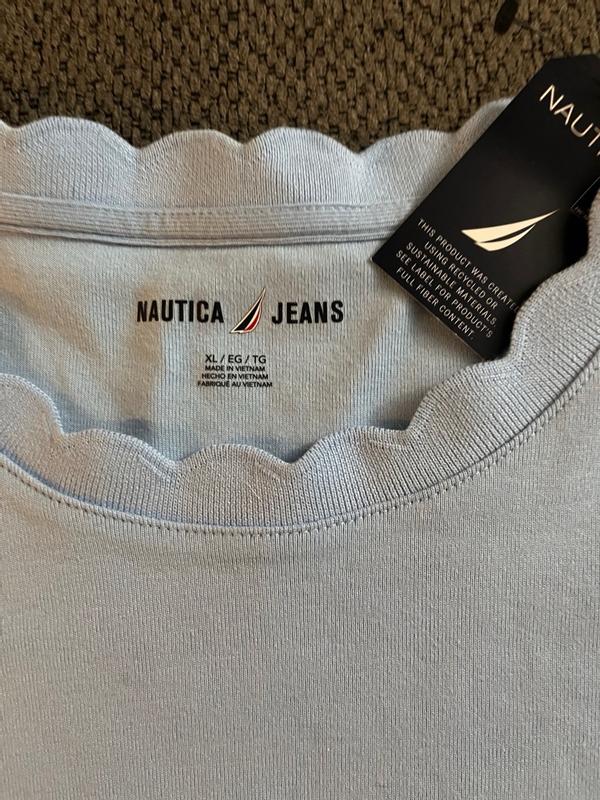 NAUTICA JEANS
XL / EG / TG
MADE IN VIETNAM
HECHO EN VIETNAM
FABRIQUÉ AU VIETNAM
NAUTI
THIS PRODUCT WAS CREATE
USING RECYCLED OR
SUSTAINABLE MATERIALS.
SEE LABEL FOR PRODUCT'S
FULL FIBER CONTENT.